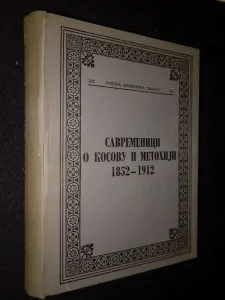 СРПСКА КЊИЖЕВНА ЗАДРУГА
САВРЕМЕНИЦИ
О КОСОВУ И МЕТОХИЈИ
1852–1912